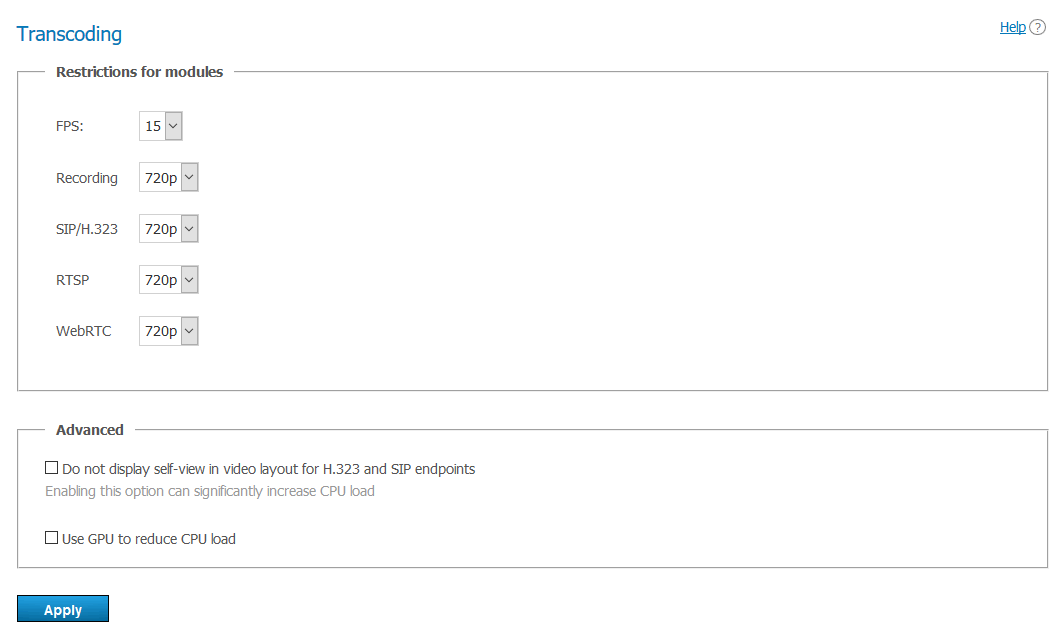 Transcoding
Help ?
Restrictions for modules
FPS: 15
Recording 720p
SIP/H.323 720p
RTSP 720p
WebRTC 720p
Advanced
Do not display self-view in video layout for H.323 and SIP endpoints
Enabling this option can significantly increase CPU load
Use GPU to reduce CPU load
Apply